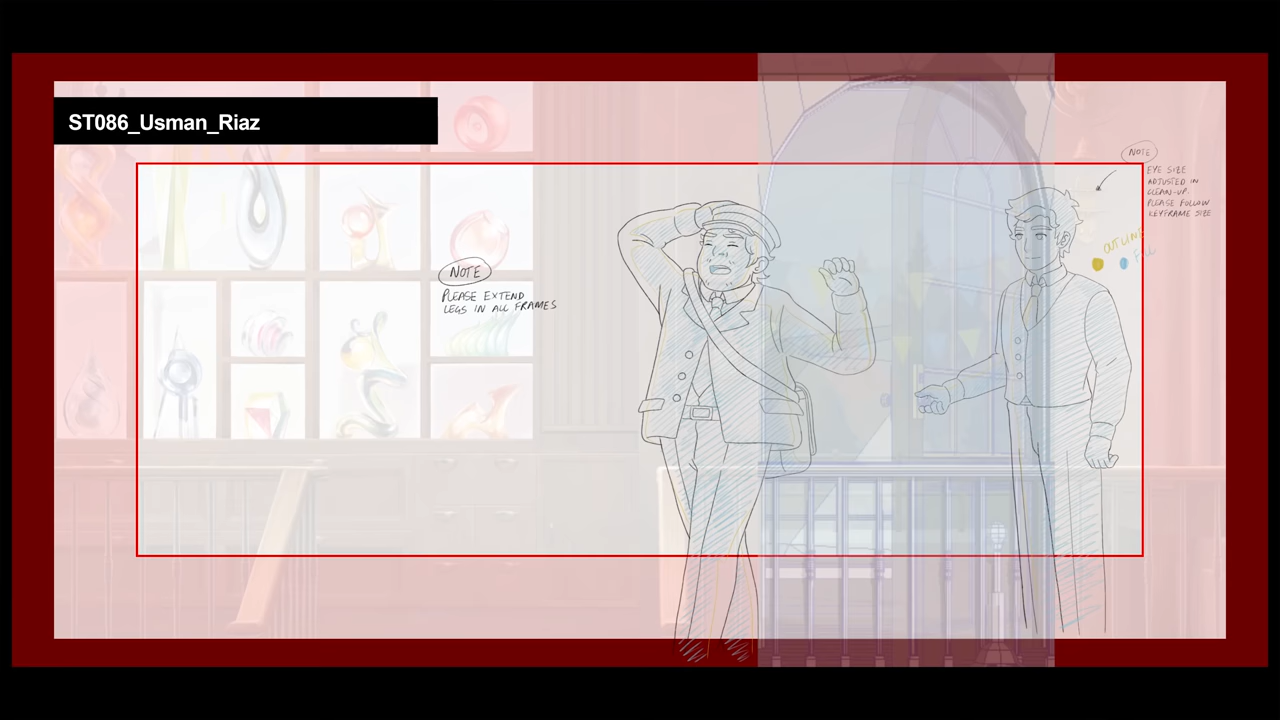 ST086_Usman_Riaz
NOTE
EYE SIZE
ADJUSTED IN
CLEAN-UP.
PLEASE FOLLOW
KEYFRAME SIZE
OUTLINE
FILL
NOTE
PLEASE EXTEND
LEGS IN ALL FRAMES